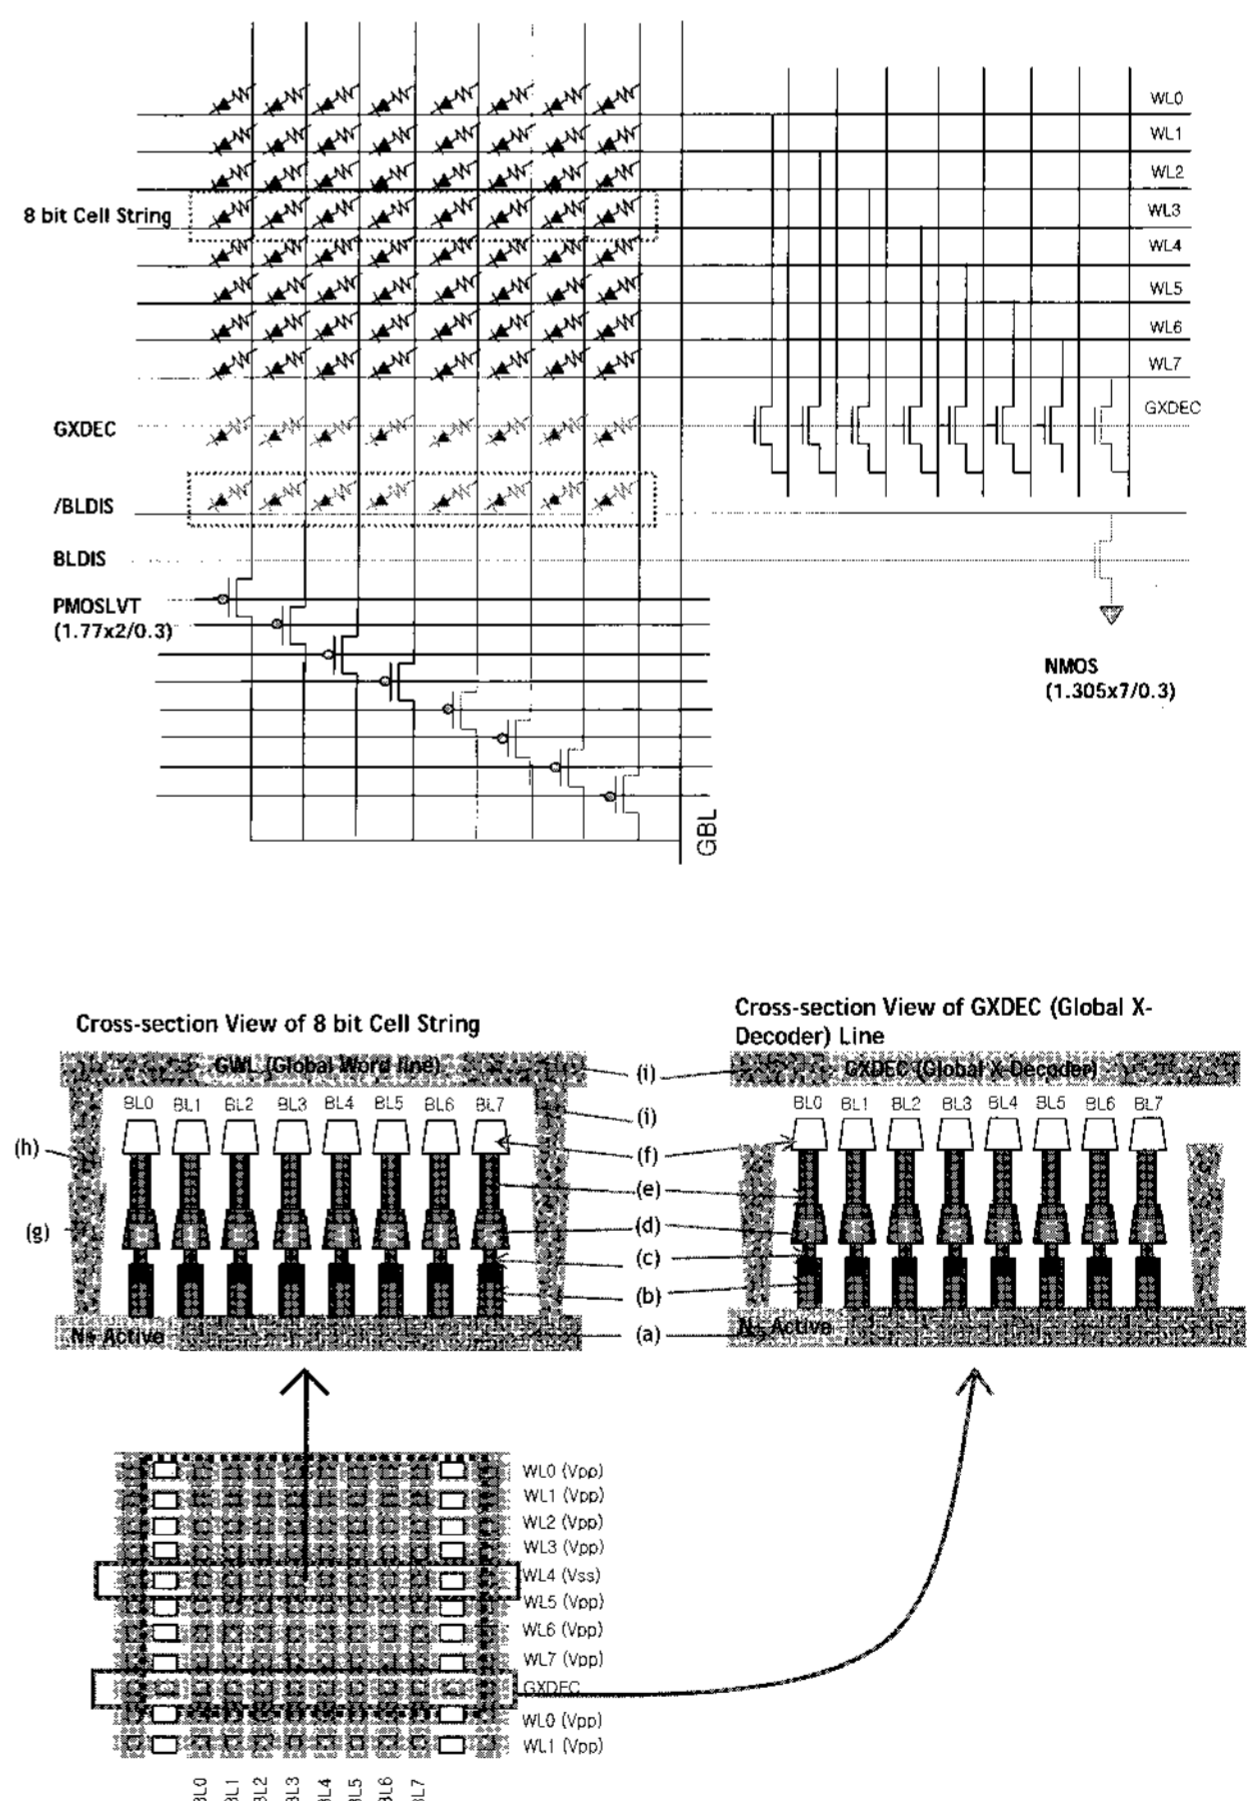 WL0
WL1
WL2
8 bit Cell String
WL3
WL4
WL5
WL6
WL7
GXDEC
GXDEC
/BLDIS
BLDIS
PMOSLVT
(1.77x2/0.3)
NMOS
(1.305x7/0.3)
GBL
Cross-section View of 8 bit Cell String
Cross-section View of GXDEC (Global X-
Decoder) Line
GWL (Global Word line)
(i)
GXDEC (Global X-Decoder)
BL0 BL1 BL2 BL3 BL4 BL5 BL6 BL7
(i)
BL0 BL1 BL2 BL3 BL4 BL5 BL6 BL7
(h)
(f)
(e)
(g)
(d)
(c)
(b)
N+ Active
(a)
N+ Active
WL0 (Vpp)
WL1 (Vpp)
WL2 (Vpp)
WL3 (Vpp)
WL4 (Vss)
WL5 (Vpp)
WL6 (Vpp)
WL7 (Vpp)
GXDEC
WL0 (Vpp)
WL1 (Vpp)
BL0 BL1 BL2 BL3 BL4 BL5 BL6 BL7